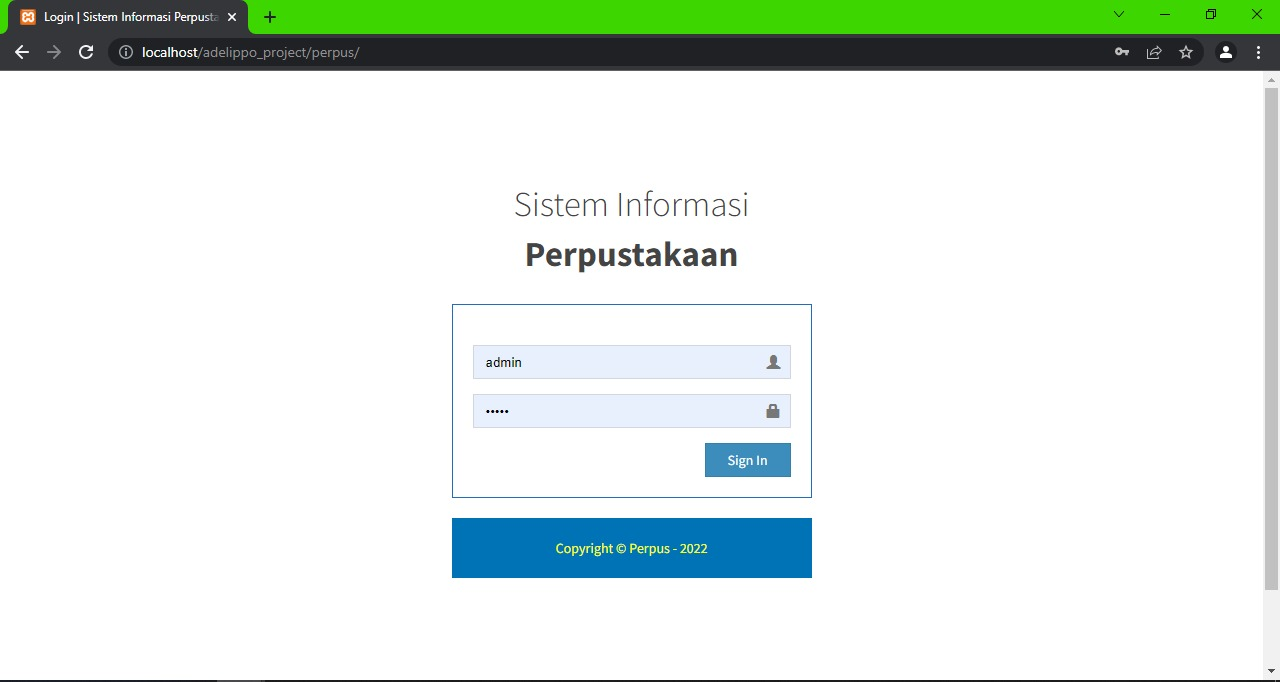 Login | Sistem Informasi Perpusta
localhost/adelippo_project/perpus/
Sistem Informasi
Perpustakaan
admin
•••••
Sign In
Copyright © Perpus - 2022